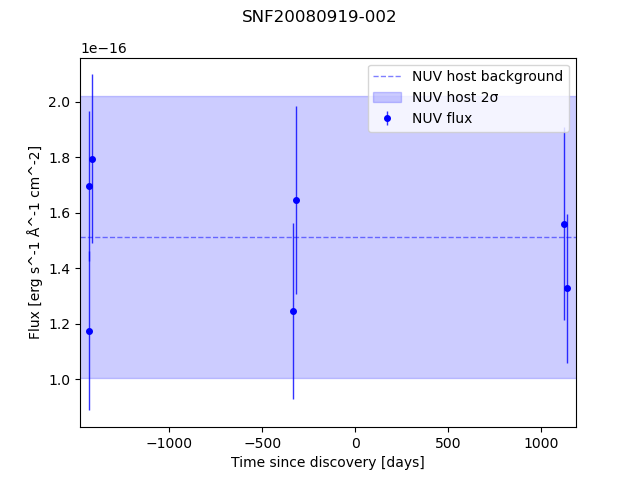 SNF20080919-002
1e−16
NUV host background
NUV host 2σ
NUV flux
2.0
1.8
1.6
1.4
1.2
1.0
Flux [erg s^-1 Å^-1 cm^-2]
−1000
−500
0
500
1000
Time since discovery [days]